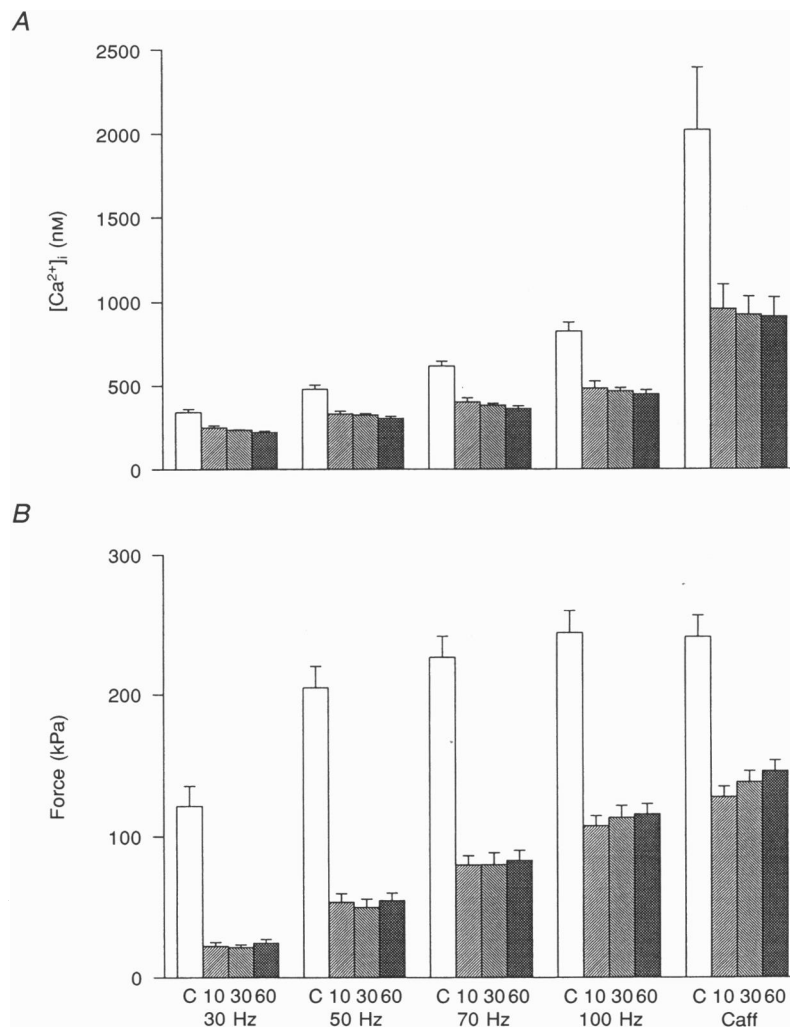 A
2500
2000
1500
1000
500
0
[Ca²⁺]ᵢ (nM)
B
300
200
100
0
Force (kPa)
C 10 30 60 C 10 30 60 C 10 30 60 C 10 30 60 C 10 30 60
30 Hz 50 Hz 70 Hz 100 Hz Caff